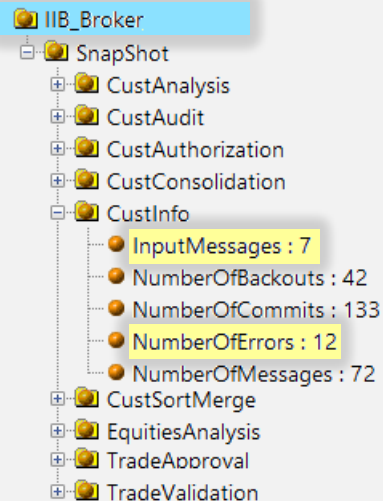 IIB_Broker
SnapShot
CustAnalysis
CustAudit
CustAuthorization
CustConsolidation
CustInfo
InputMessages : 7
NumberOfBackouts : 42
NumberOfCommits : 133
NumberOfErrors : 12
NumberOfMessages : 72
CustSortMerge
EquitiesAnalysis
TradeApproval
TradeValidation